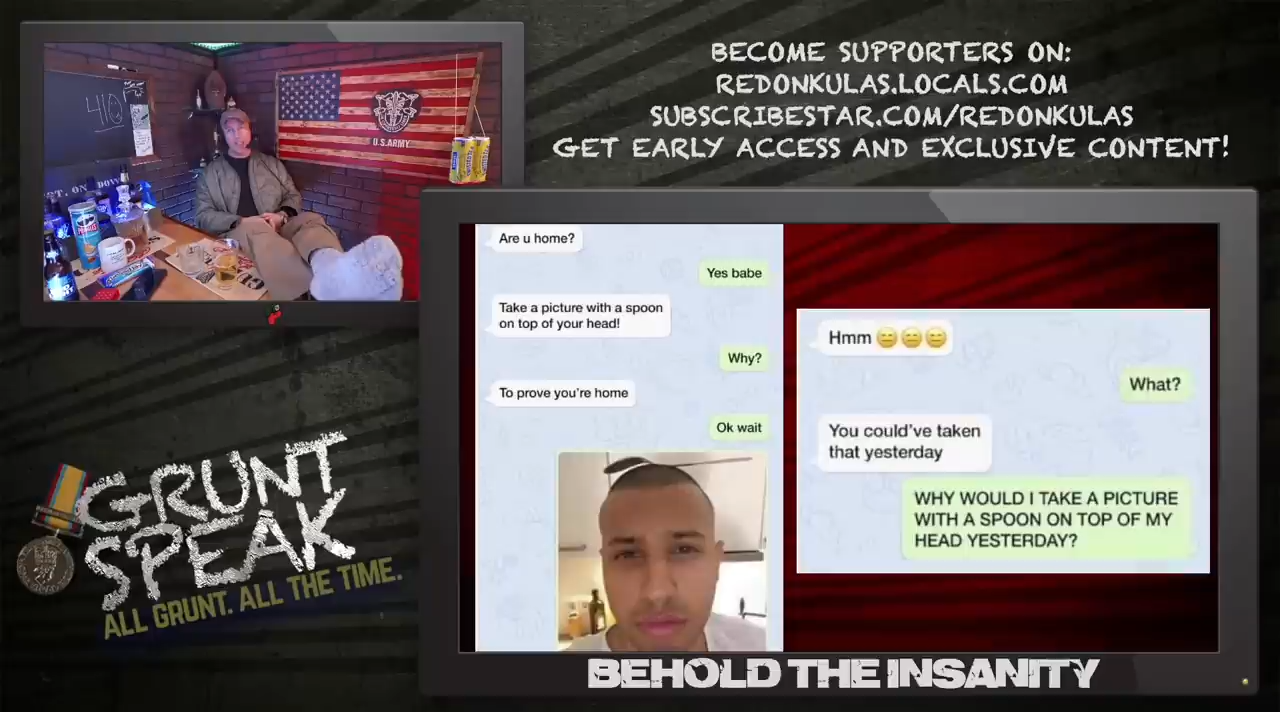 410
U.S.ARMY
BECOME SUPPORTERS ON:
REDONKULAS.LOCALS.COM
SUBSCRIBESTAR.COM/REDONKULAS
GET EARLY ACCESS AND EXCLUSIVE CONTENT!
Are u home?
Yes babe
Take a picture with a spoon
on top of your head!
Why?
To prove you're home
Ok wait
Hmm 😑😑😑
What?
You could've taken
that yesterday
WHY WOULD I TAKE A PICTURE
WITH A SPOON ON TOP OF MY
HEAD YESTERDAY?
GRUNT
SPEAK
ALL GRUNT. ALL THE TIME.
BEHOLD THE INSANITY